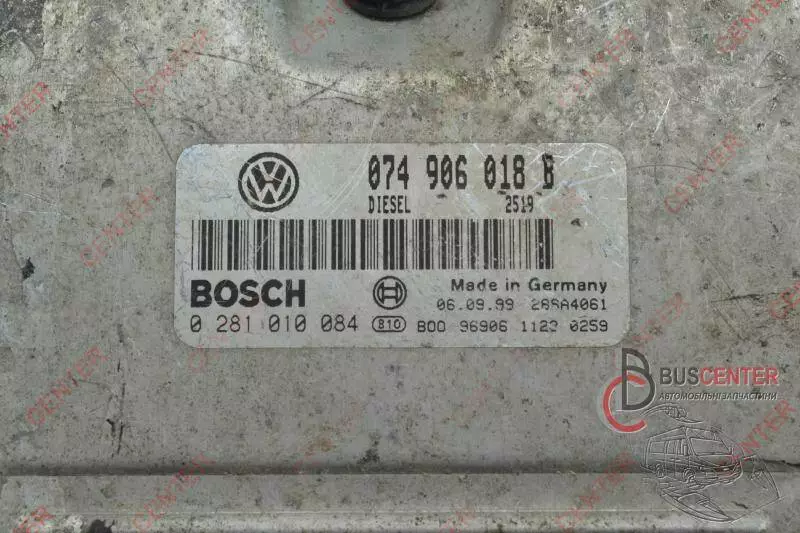 074 906 018 B
DIESEL 2519
BOSCH
Made in Germany
06.09.99 28SA4061
0 281 010 084 B10 B00 96906 1123 0259
BUSCENTER
АВТОМОБІЛЬНІ ЗАПЧАСТИНИ